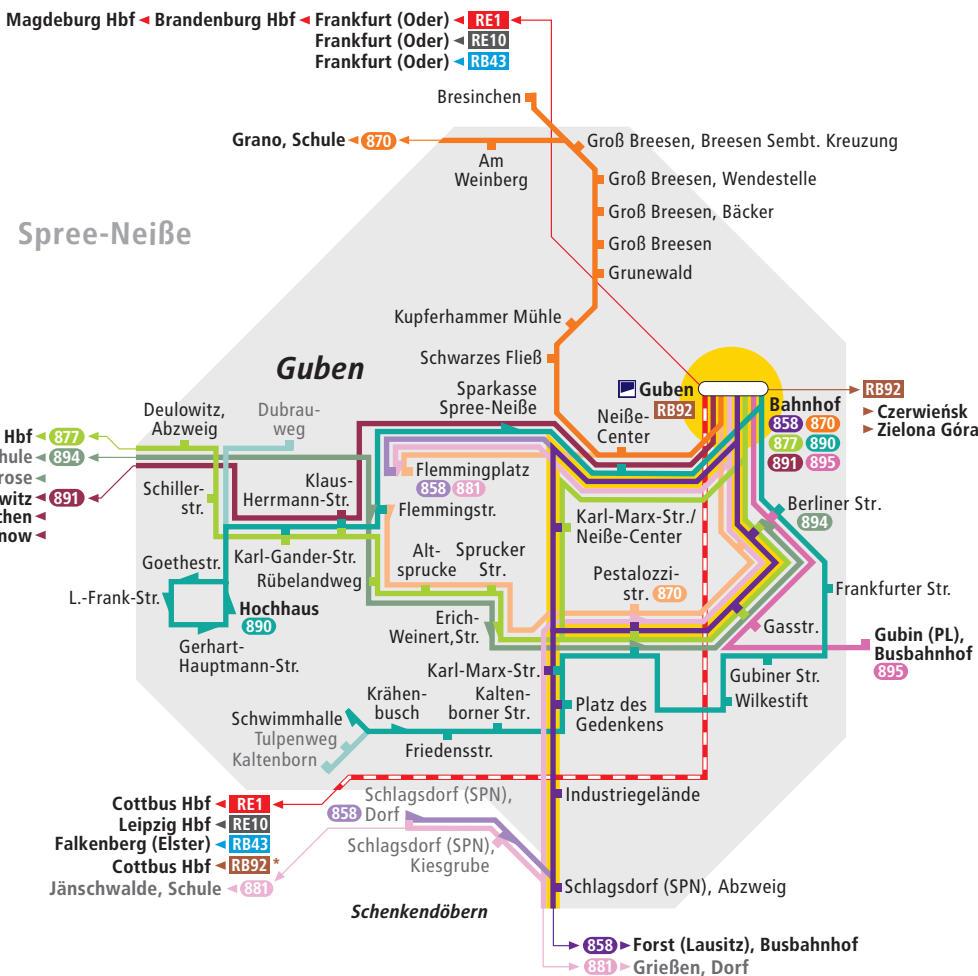 Magdeburg Hbf Brandenburg Hbf Frankfurt (Oder) RE1
Frankfurt (Oder) RE10
Frankfurt (Oder) RB43
Bresinchen
Grano, Schule 870
Groß Breesen, Breesen Sembt. Kreuzung
Am
Weinberg
Groß Breesen, Wendestelle
Groß Breesen, Bäcker
Spree-Neiße
Groß Breesen
Grunewald
Kupferhammer Mühle
Schwarzes Fließ
Guben
Sparkasse
Spree-Neiße
Guben
RB92
Neiße-
Center
Bahnhof
858 870
877 890
891 895
RB92
Czerwieńsk
Zielona Góra
Deulowitz,
Abzweig
Dubrau-
weg
Hbf 877
hule 894
rose
witz 891
chen
now
Schiller-
str.
Klaus-
Herrmann-Str.
Flemmingplatz
858 881
Flemmingstr.
Karl-Marx-Str./
Neiße-Center
Berliner Str.
894
Karl-Gander-Str.
Rübelandweg
Alt-
sprucke
Sprucker
Str.
Pestalozzi-
str. 870
Goethestr.
L.-Frank-Str.
Hochhaus
890
Gerhart-
Hauptmann-Str.
Erich-
Weinert,Str.
Frankfurter Str.
Gasstr.
Gubin (PL),
Busbahnhof
895
Karl-Marx-Str.
Gubiner Str.
Wilkestift
Krähen-
busch
Kalten-
borner Str.
Platz des
Gedenkens
Schwimmhalle
Tulpenweg
Kaltenborn
Friedensstr.
Industriegelände
Cottbus Hbf RE1
Leipzig Hbf RE10
Falkenberg (Elster) RB43
Cottbus Hbf RB92 *
Jänschwalde, Schule 881
Schlagsdorf (SPN),
858 Dorf
Schlagsdorf (SPN),
Kiesgrube
Schlagsdorf (SPN), Abzweig
Schenkendöbern
858 Forst (Lausitz), Busbahnhof
881 Grießen, Dorf